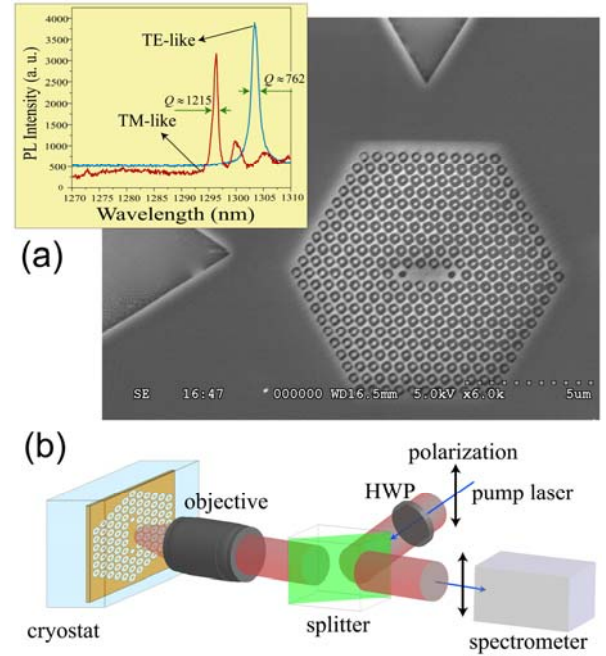 4000
3500
3000
2500
2000
1500
1000
500
0
PL Intensity (a. u.)
TE-like
Q ≈ 762
Q ≈ 1215
TM-like
1270 1275 1280 1285 1290 1295 1300 1305 1310
Wavelength (nm)
(a)
SE 16:47 000000 WD16.5mm 5.0kV x6.0k 5um
(b)
polarization
HWP
pump laser
objective
cryostat
splitter
spectrometer